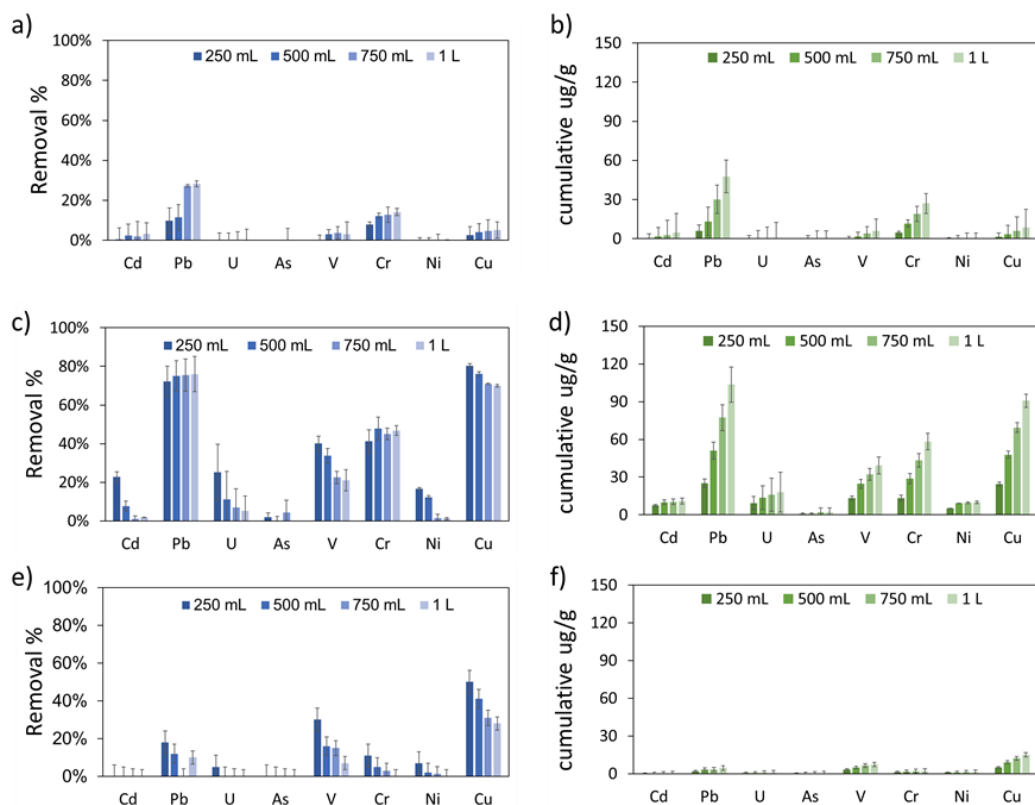 a)
Removal %
100%
80%
60%
40%
20%
0%
250 mL 500 mL 750 mL 1 L
Cd Pb U As V Cr Ni Cu
b)
cumulative ug/g
150
120
90
60
30
0
250 mL 500 mL 750 mL 1 L
Cd Pb U As V Cr Ni Cu
c)
Removal %
100%
80%
60%
40%
20%
0%
250 mL 500 mL 750 mL 1 L
Cd Pb U As V Cr Ni Cu
d)
cumulative ug/g
150
120
90
60
30
0
250 mL 500 mL 750 mL 1 L
Cd Pb U As V Cr Ni Cu
e)
Removal %
100%
80%
60%
40%
20%
0%
250 mL 500 mL 750 mL 1 L
Cd Pb U As V Cr Ni Cu
f)
cumulative ug/g
150
120
90
60
30
0
250 mL 500 mL 750 mL 1 L
Cd Pb U As V Cr Ni Cu